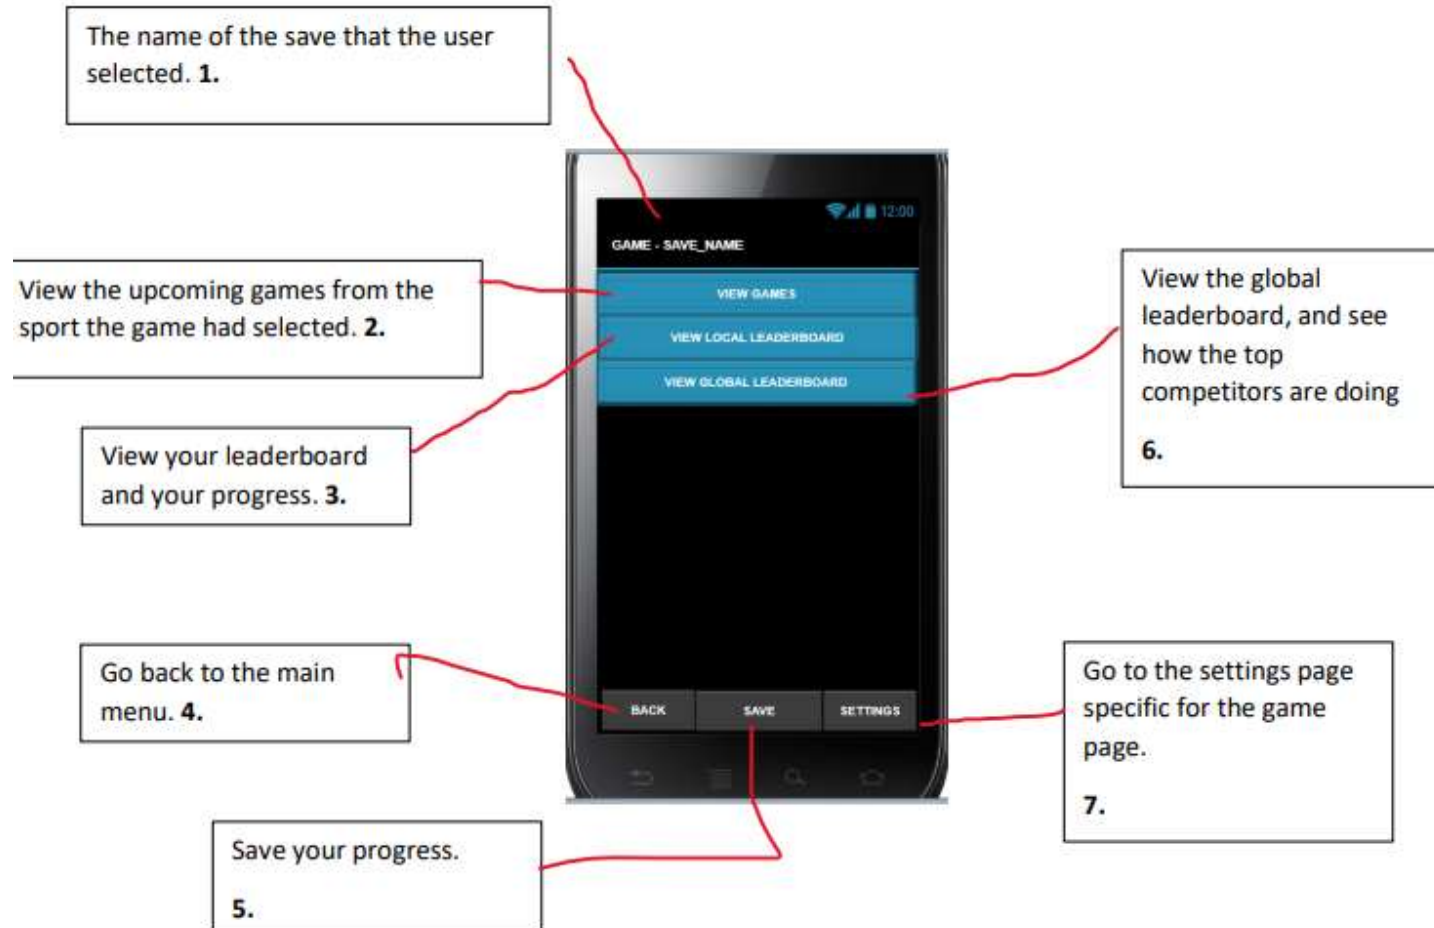 The name of the save that the user
selected. 1.
12:00
GAME - SAVE_NAME
View the upcoming games from the
sport the game had selected. 2.
VIEW GAMES
VIEW LOCAL LEADERBOARD
VIEW GLOBAL LEADERBOARD
View the global
leaderboard, and see
how the top
competitors are doing
6.
View your leaderboard
and your progress. 3.
Go back to the main
menu. 4.
BACK
SAVE
SETTINGS
Go to the settings page
specific for the game
page.
7.
Save your progress.
5.